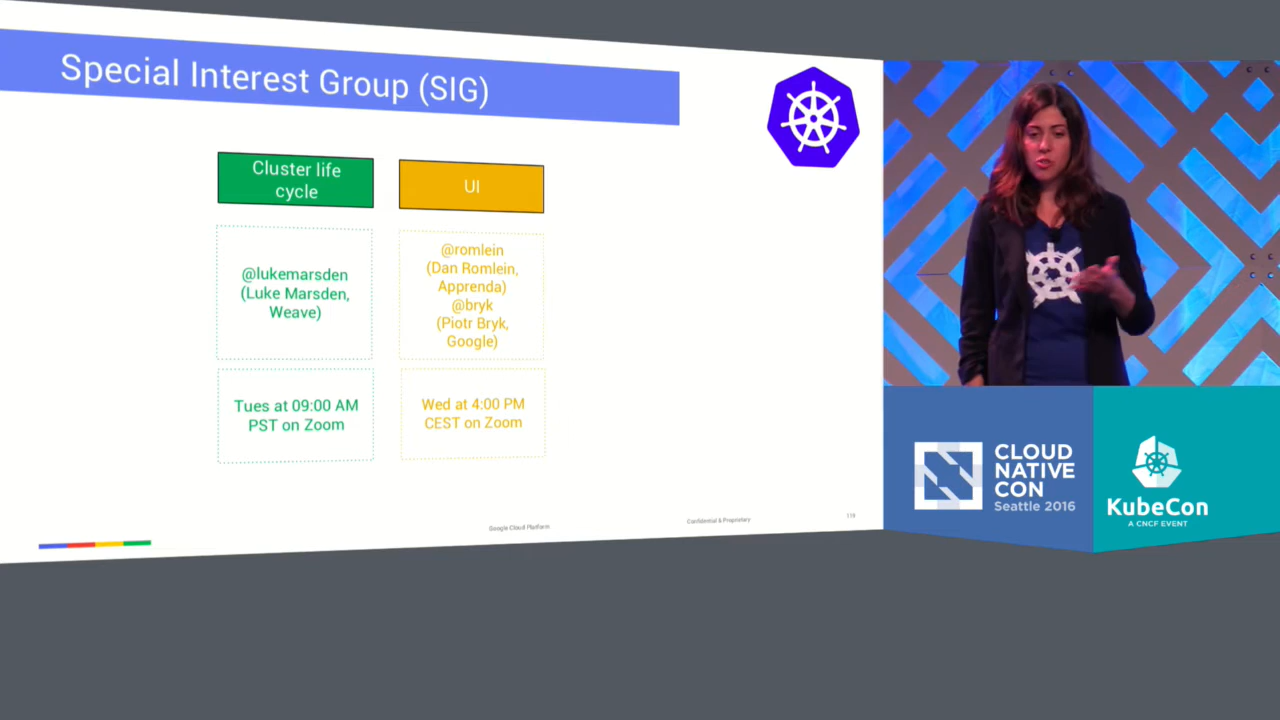 Special Interest Group (SIG)
Cluster life
cycle
UI
@lukemarsden
(Luke Marsden,
Weave)
@romlein
(Dan Romlein,
Apprenda)
@bryk
(Piotr Bryk,
Google)
Tues at 09:00 AM
PST on Zoom
Wed at 4:00 PM
CEST on Zoom
Google Cloud Platform
Confidential & Proprietary
119
CLOUD
NATIVE
CON
Seattle 2016
KubeCon
A CNCF EVENT